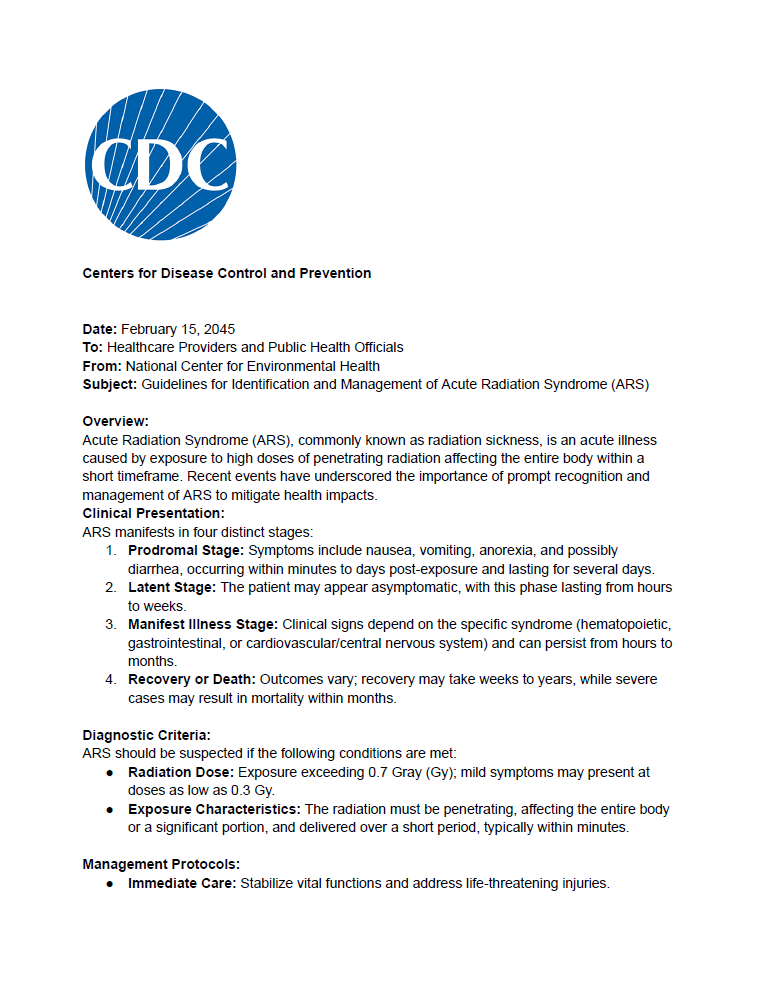 CDC
Centers for Disease Control and Prevention
Date: February 15, 2045
To: Healthcare Providers and Public Health Officials
From: National Center for Environmental Health
Subject: Guidelines for Identification and Management of Acute Radiation Syndrome (ARS)
Overview:
Acute Radiation Syndrome (ARS), commonly known as radiation sickness, is an acute illness
caused by exposure to high doses of penetrating radiation affecting the entire body within a
short timeframe. Recent events have underscored the importance of prompt recognition and
management of ARS to mitigate health impacts.
Clinical Presentation:
ARS manifests in four distinct stages:
1. Prodromal Stage: Symptoms include nausea, vomiting, anorexia, and possibly
diarrhea, occurring within minutes to days post-exposure and lasting for several days.
2. Latent Stage: The patient may appear asymptomatic, with this phase lasting from hours
to weeks.
3. Manifest Illness Stage: Clinical signs depend on the specific syndrome (hematopoietic,
gastrointestinal, or cardiovascular/central nervous system) and can persist from hours to
months.
4. Recovery or Death: Outcomes vary; recovery may take weeks to years, while severe
cases may result in mortality within months.
Diagnostic Criteria:
ARS should be suspected if the following conditions are met:
● Radiation Dose: Exposure exceeding 0.7 Gray (Gy); mild symptoms may present at
doses as low as 0.3 Gy.
● Exposure Characteristics: The radiation must be penetrating, affecting the entire body
or a significant portion, and delivered over a short period, typically within minutes.
Management Protocols:
● Immediate Care: Stabilize vital functions and address life-threatening injuries.